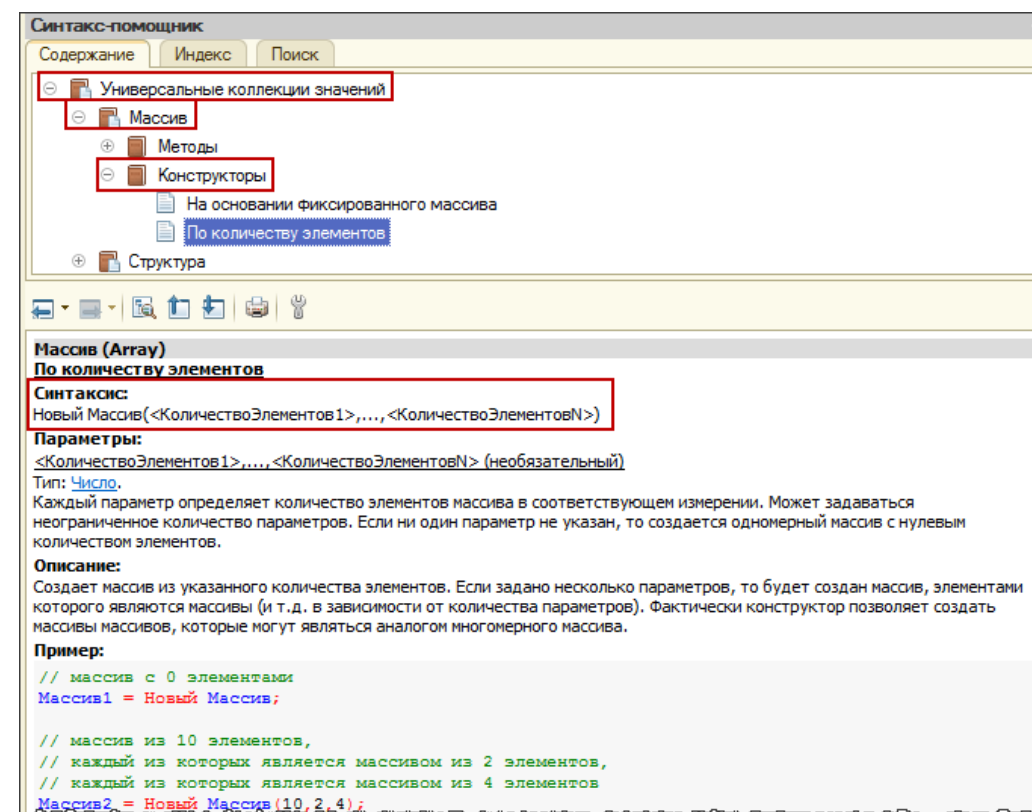 Синтакс-помощник
Содержание Индекс Поиск
Универсальные коллекции значений
Массив
Методы
Конструкторы
На основании фиксированного массива
По количеству элементов
Структура
Массив (Array)
По количеству элементов
Синтаксис:
Новый Массив(<КоличествоЭлементов1>,...,<КоличествоЭлементовN>)
Параметры:
<КоличествоЭлементов1>,...,<КоличествоЭлементовN> (необязательный)
Тип: Число.
Каждый параметр определяет количество элементов массива в соответствующем измерении. Может задаваться
неограниченное количество параметров. Если ни один параметр не указан, то создается одномерный массив с нулевым
количеством элементов.
Описание:
Создает массив из указанного количества элементов. Если задано несколько параметров, то будет создан массив, элементами
которого являются массивы (и т.д. в зависимости от количества параметров). Фактически конструктор позволяет создать
массивы массивов, которые могут являться аналогом многомерного массива.
Пример:
// массив с 0 элементами
Массив1 = Новый Массив;
// массив из 10 элементов,
// каждый из которых является массивом из 2 элементов,
// каждый из которых является массивом из 4 элементов
Массив2 = Новый Массив(10,2,4);